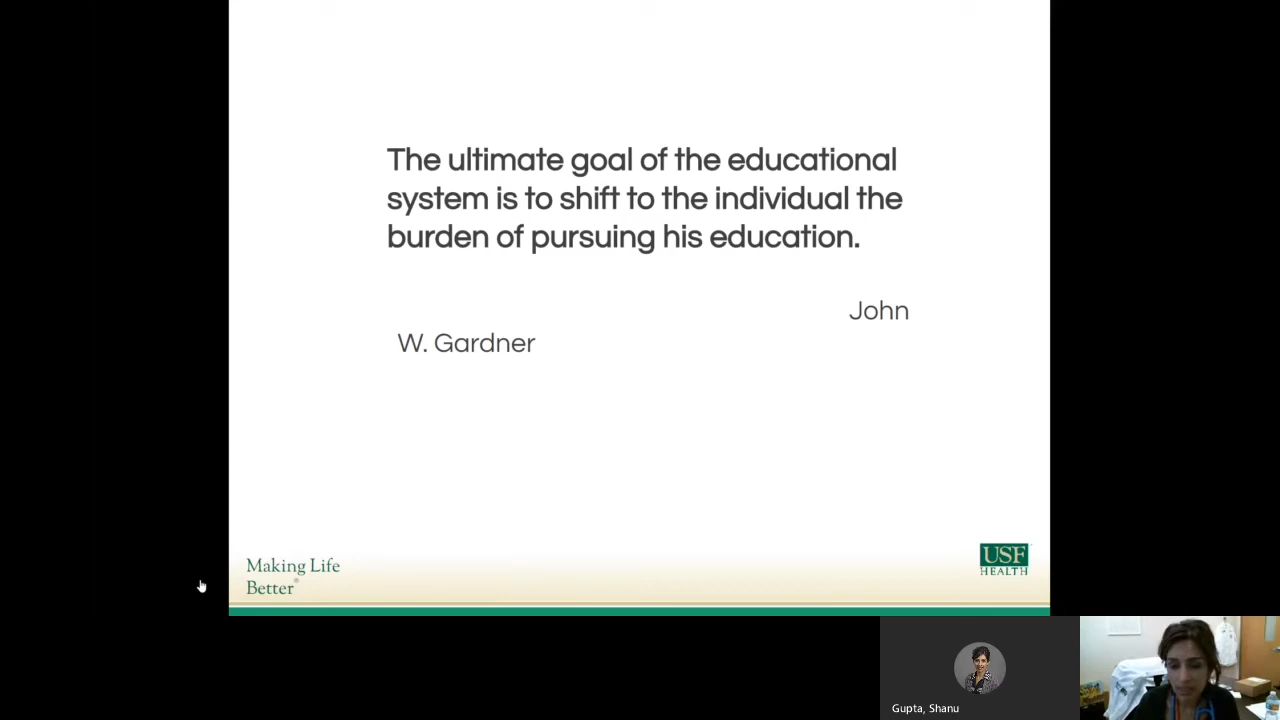 The ultimate goal of the educational
system is to shift to the individual the
burden of pursuing his education.
John
W. Gardner
Making Life
Better®
USF
HEALTH
Gupta, Shanu